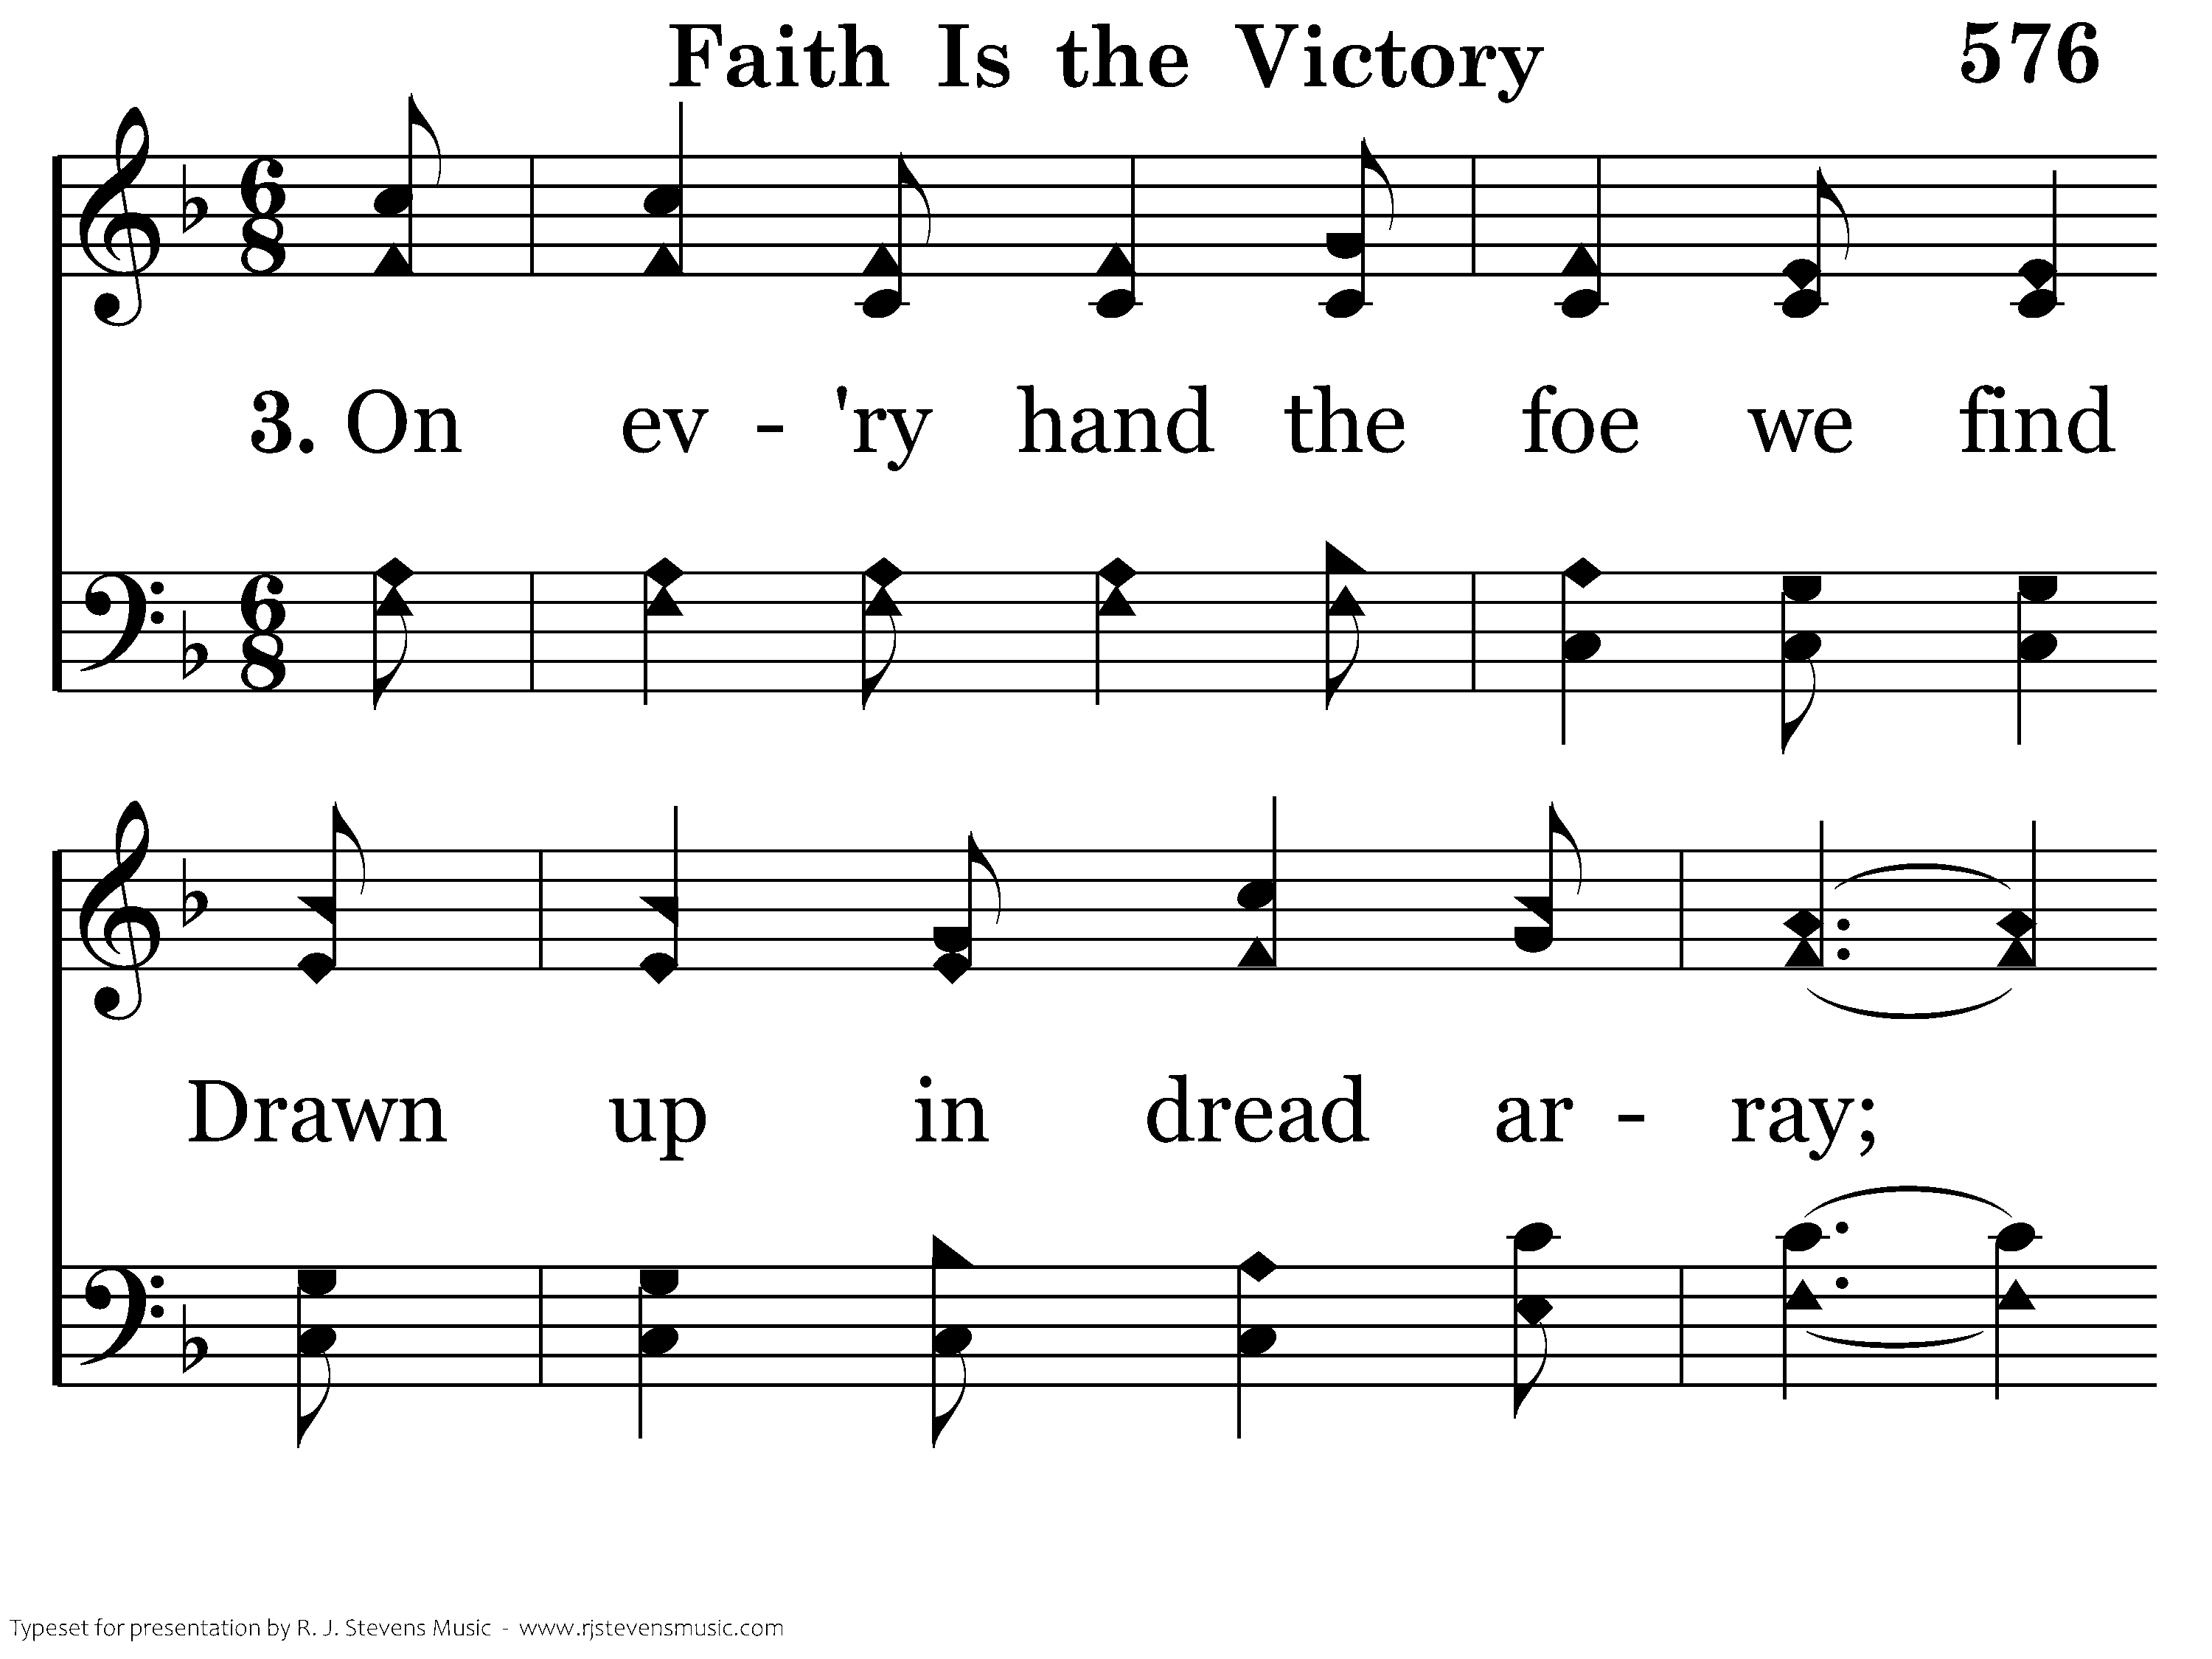 Faith Is the Victory 576
3. On ev - 'ry hand the foe we find
Drawn up in dread ar - ray;
Typeset for presentation by R. J. Stevens Music - www.rjstevensmusic.com